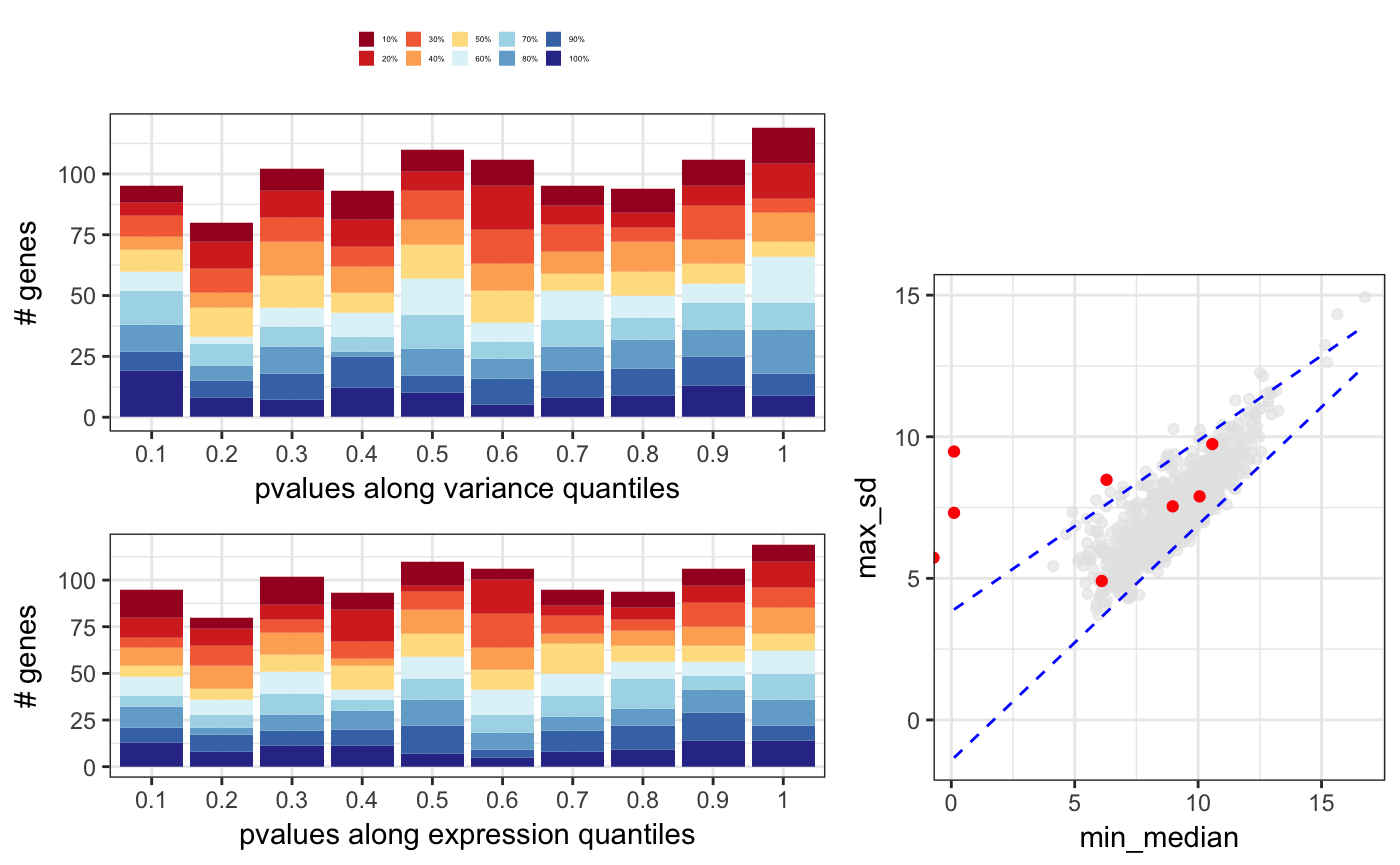 10% 30% 50% 70% 90%
20% 40% 60% 80% 100%
# genes
100
75
50
25
0
0.1 0.2 0.3 0.4 0.5 0.6 0.7 0.8 0.9 1
pvalues along variance quantiles
# genes
100
75
50
25
0
0.1 0.2 0.3 0.4 0.5 0.6 0.7 0.8 0.9 1
pvalues along expression quantiles
max_sd
15
10
5
0
0 5 10 15
min_median